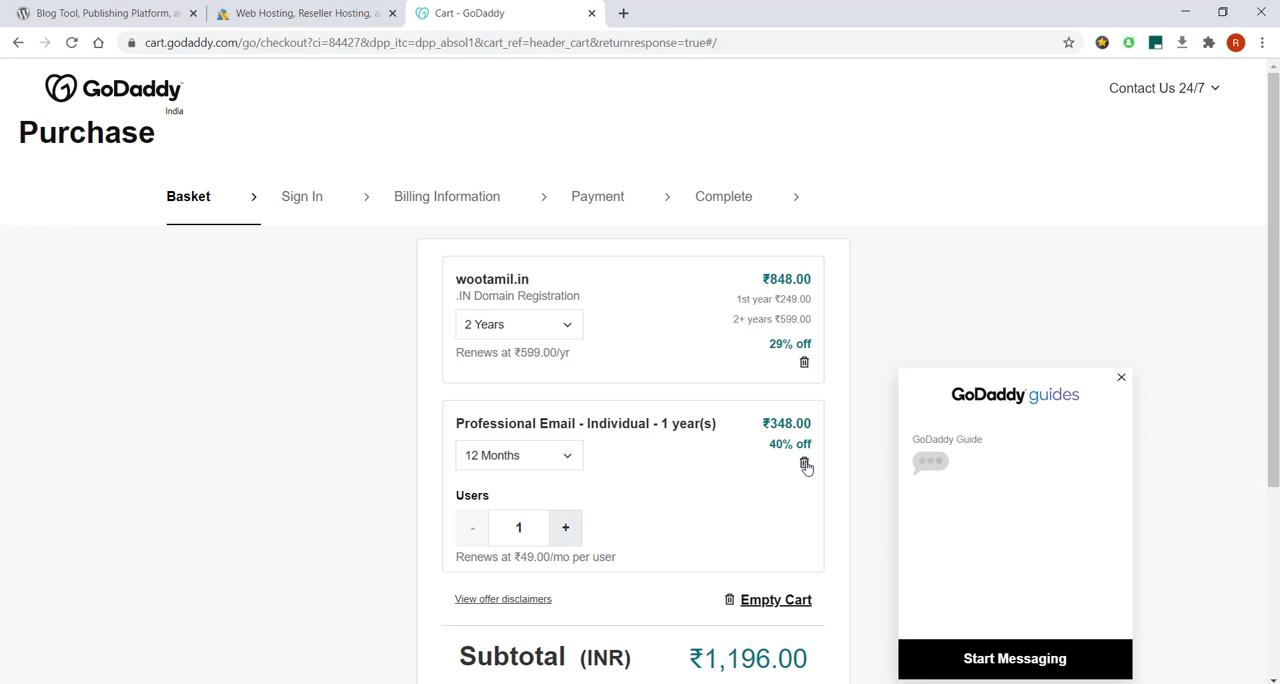 Blog Tool, Publishing Platform, a
Web Hosting, Reseller Hosting, a
Cart - GoDaddy
cart.godaddy.com/go/checkout?ci=84427&dpp_itc=dpp_absol1&cart_ref=header_cart&returnresponse=true#/
R
GoDaddy
India
Contact Us 24/7
Purchase
Basket > Sign In > Billing Information > Payment > Complete >
wootamil.in ₹848.00
.IN Domain Registration 1st year ₹249.00
2 Years 2+ years ₹599.00
29% off
Renews at ₹599.00/yr
Professional Email - Individual - 1 year(s) ₹348.00
40% off
12 Months
Users
- 1 +
Renews at ₹49.00/mo per user
View offer disclaimers Empty Cart
Subtotal (INR) ₹1,196.00
GoDaddy guides
GoDaddy Guide
Start Messaging